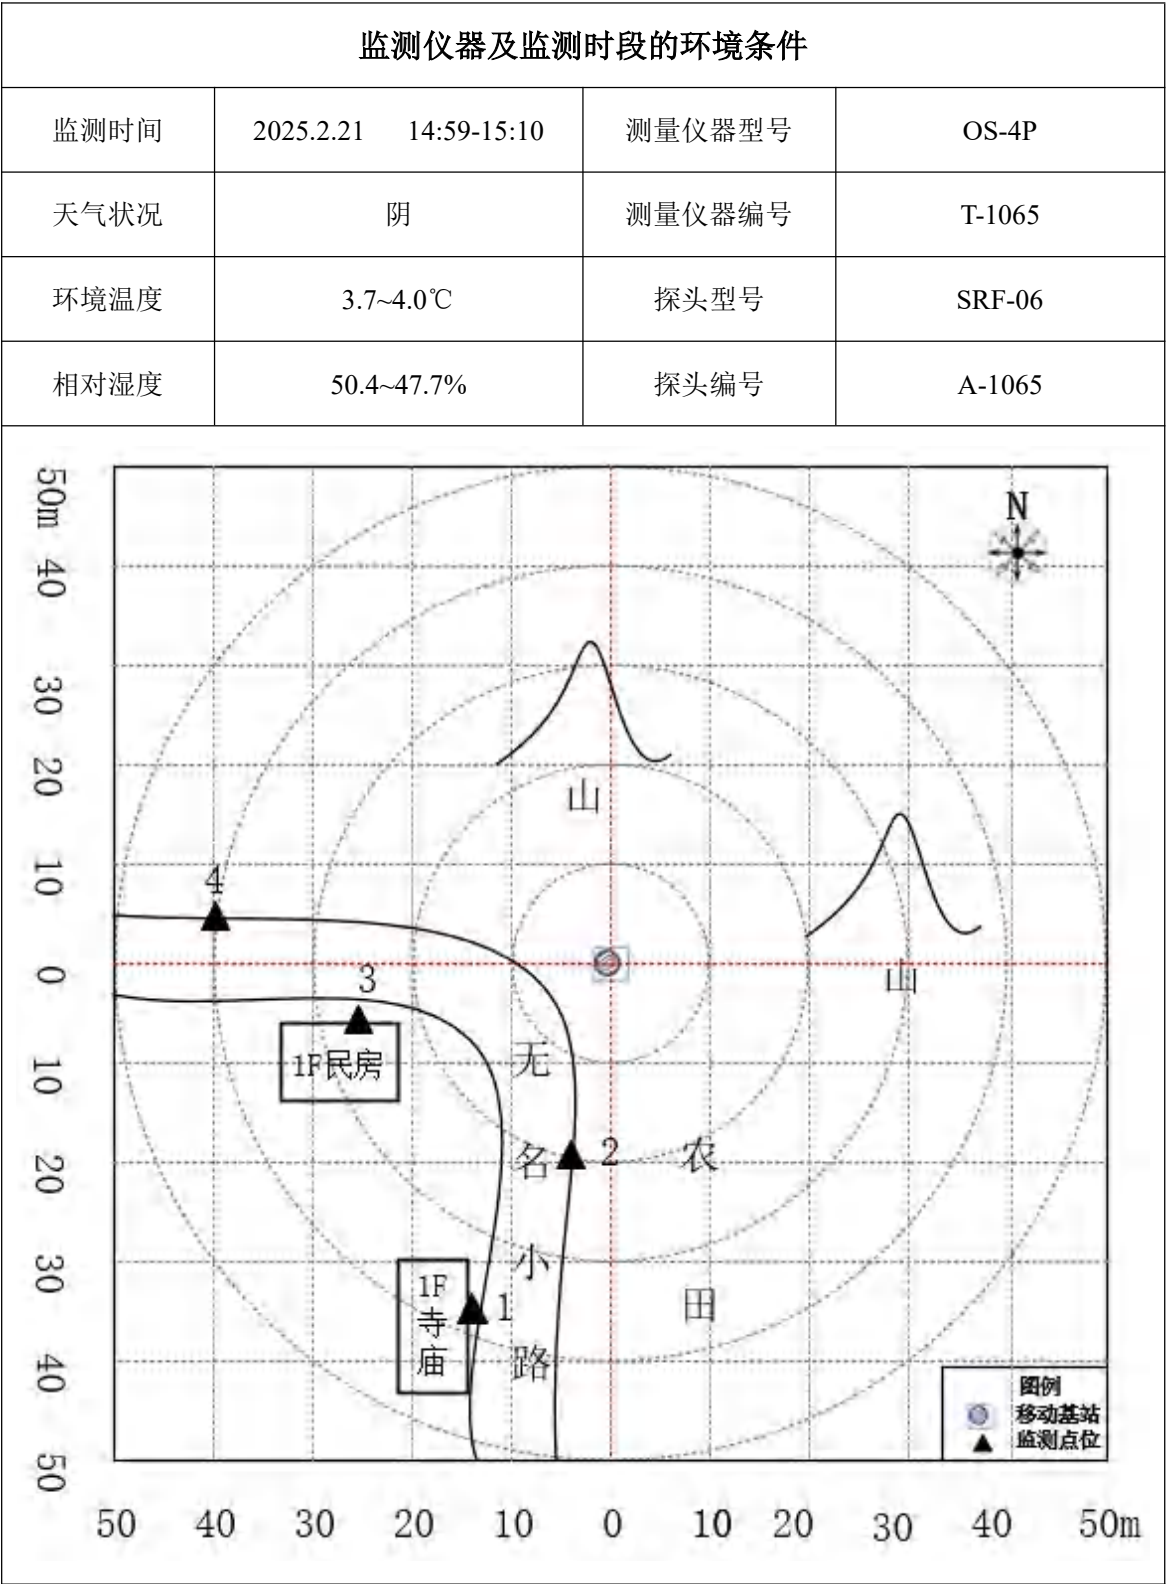 监测仪器及监测时段的环境条件
监测时间 2025.2.21 14:59-15:10 测量仪器型号 OS-4P
天气状况 阴 测量仪器编号 T-1065
环境温度 3.7~4.0℃ 探头型号 SRF-06
相对湿度 50.4~47.7% 探头编号 A-1065
50m
40
30
20
10
0
10
20
30
40
50
N
山
山
4
3
1F民房
无
名
小
路
2
农
田
1F
寺
庙
1
图例
移动基站
监测点位
50 40 30 20 10 0 10 20 30 40 50m